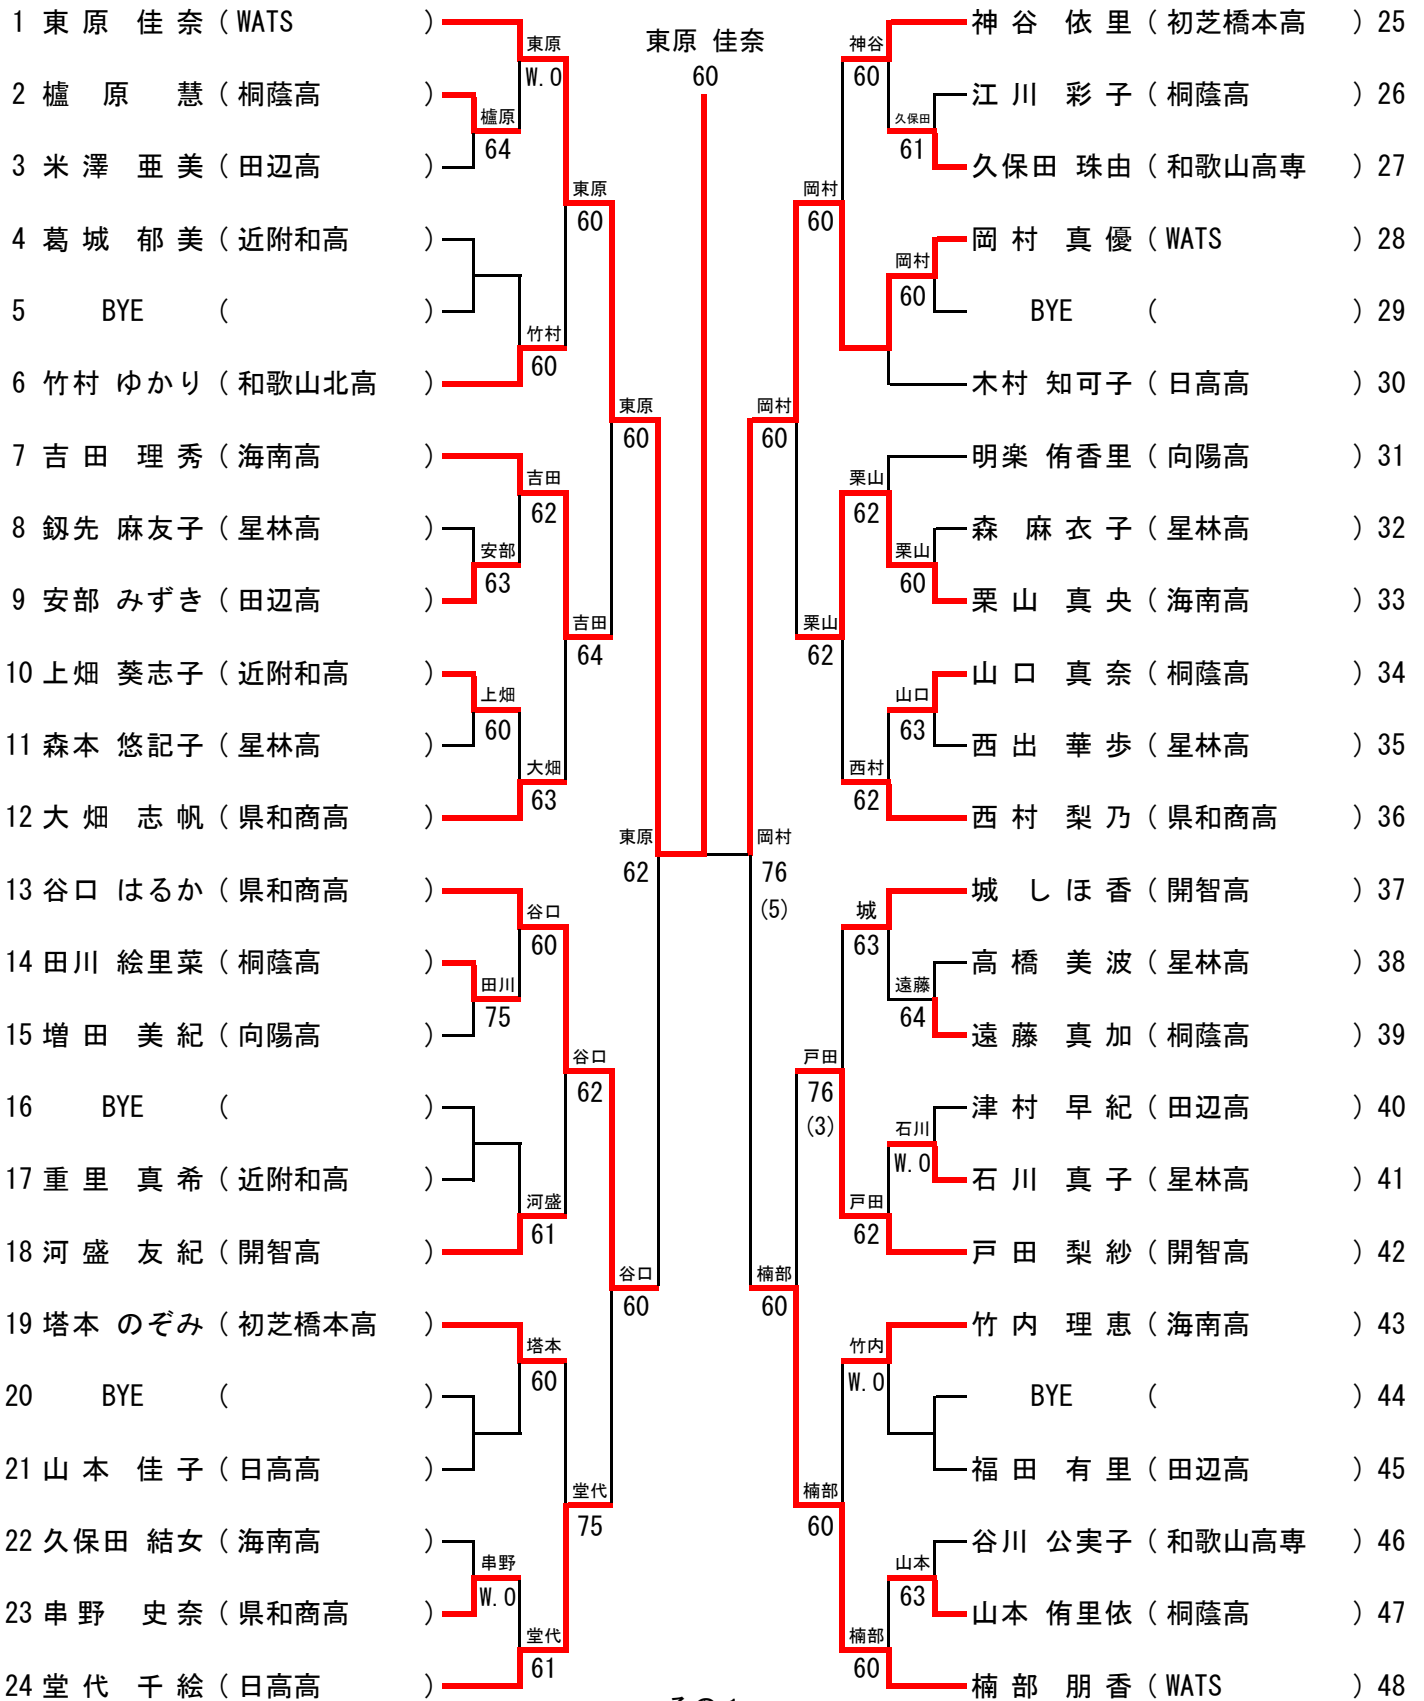 東原 佳奈
60
1 東原 佳奈 ( WATS )
2 櫨原 慧 ( 桐蔭高 )
3 米澤 亜美 ( 田辺高 )
4 葛城 郁美 ( 近附和高 )
5 BYE ( )
6 竹村 ゆかり ( 和歌山北高 )
7 吉田 理秀 ( 海南高 )
8 釼先 麻友子 ( 星林高 )
9 安部 みずき ( 田辺高 )
10 上畑 葵志子 ( 近附和高 )
11 森本 悠記子 ( 星林高 )
12 大畑 志帆 ( 県和商高 )
13 谷口 はるか ( 県和商高 )
14 田川 絵里菜 ( 桐蔭高 )
15 増田 美紀 ( 向陽高 )
16 BYE ( )
17 重里 真希 ( 近附和高 )
18 河盛 友紀 ( 開智高 )
19 塔本 のぞみ ( 初芝橋本高 )
20 BYE ( )
21 山本 佳子 ( 日高高 )
22 久保田 結女 ( 海南高 )
23 串野 史奈 ( 県和商高 )
24 堂代 千絵 ( 日高高 )
櫨原
64
上畑
60
安部
63
田川
75
串野
W.O
東原
W.O
竹村
60
吉田
62
大畑
63
谷口
60
河盛
61
塔本
60
堂代
61
東原
60
吉田
64
谷口
62
堂代
75
東原
60
谷口
60
東原
62
岡村
76
(5)
岡村
60
楠部
60
岡村
60
栗山
62
戸田
76
(3)
楠部
60
神谷
60
栗山
62
西村
62
城
63
戸田
62
竹内
W.O
楠部
60
久保田
61
岡村
60
栗山
60
山口
63
遠藤
64
石川
W.O
山本
63
神谷 依里 ( 初芝橋本高 ) 25
江川 彩子 ( 桐蔭高 ) 26
久保田 珠由 ( 和歌山高専 ) 27
岡村 真優 ( WATS ) 28
BYE ( ) 29
木村 知可子 ( 日高高 ) 30
明楽 侑香里 ( 向陽高 ) 31
森 麻衣子 ( 星林高 ) 32
栗山 真央 ( 海南高 ) 33
山口 真奈 ( 桐蔭高 ) 34
西出 華歩 ( 星林高 ) 35
西村 梨乃 ( 県和商高 ) 36
城 しほ香 ( 開智高 ) 37
高橋 美波 ( 星林高 ) 38
遠藤 真加 ( 桐蔭高 ) 39
津村 早紀 ( 田辺高 ) 40
石川 真子 ( 星林高 ) 41
戸田 梨紗 ( 開智高 ) 42
竹内 理恵 ( 海南高 ) 43
BYE ( ) 44
福田 有里 ( 田辺高 ) 45
谷川 公実子 ( 和歌山高専 ) 46
山本 侑里依 ( 桐蔭高 ) 47
楠部 朋香 ( WATS ) 48